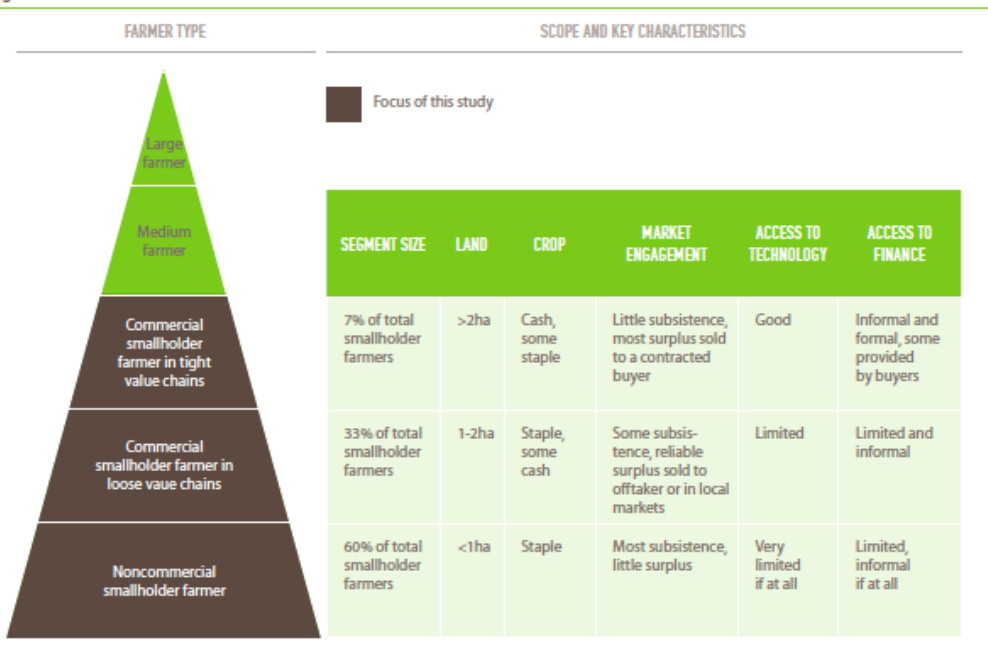 FARMER TYPE
SCOPE AND KEY CHARACTERISTICS
Focus of this study
Large
farmer
Medium
farmer
SEGMENT SIZE
LAND
CROP
MARKET
ENGAGEMENT
ACCESS TO
TECHNOLOGY
ACCESS TO
FINANCE
Commercial
smallholder
farmer in tight
value chains
7% of total
smallholder
farmers
>2ha
Cash,
some
staple
Little subsistence,
most surplus sold
to a contracted
buyer
Good
Informal and
formal, some
provided
by buyers
Commercial
smallholder farmer in
loose vaue chains
33% of total
smallholder
farmers
1-2ha
Staple,
some
cash
Some subsis-
tence, reliable
surplus sold to
offtaker or in local
markets
Limited
Limited and
informal
Noncommercial
smallholder farmer
60% of total
smallholder
farmers
<1ha
Staple
Most subsistence,
little surplus
Very
limited
if at all
Limited,
informal
if at all